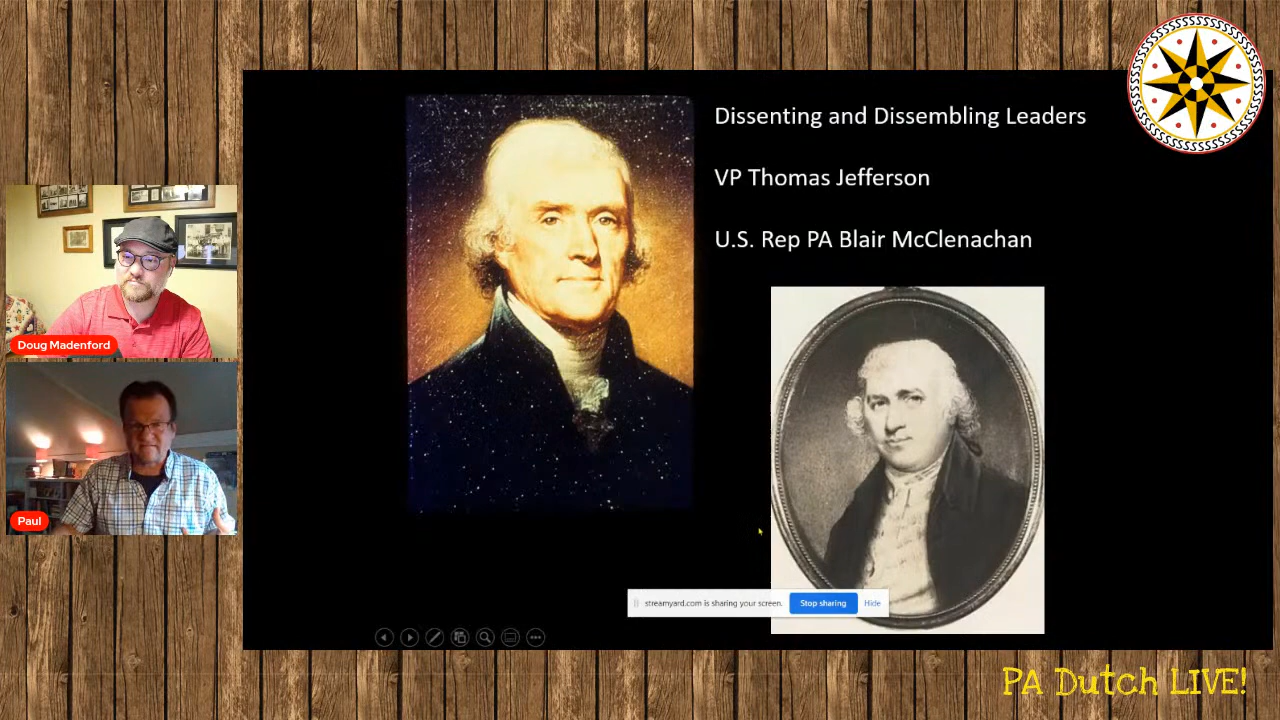 Dissenting and Dissembling Leaders
VP Thomas Jefferson
U.S. Rep PA Blair McClenachan
Doug Madenford
Paul
streamyard.com is sharing your screen.
Stop sharing
Hide
PA Dutch LIVE!